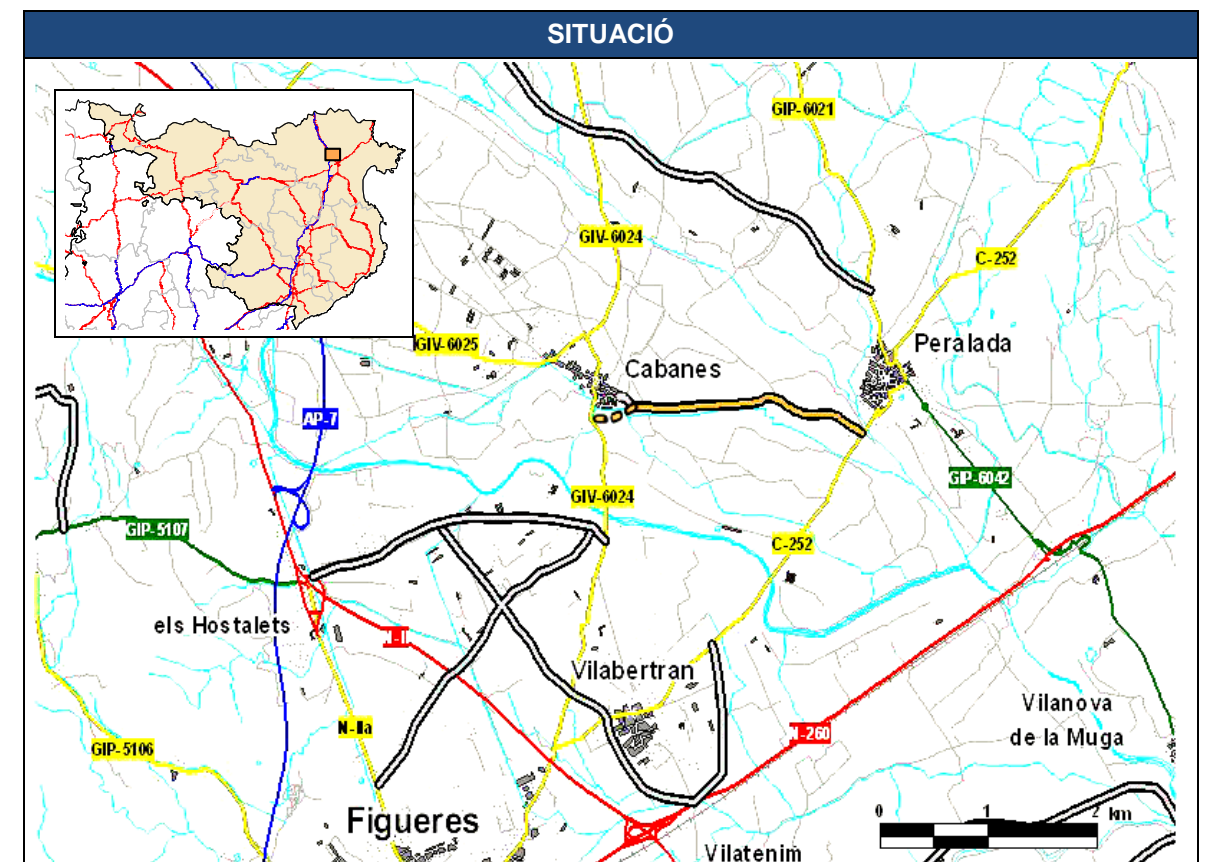 SITUACIÓ
GIP-6021
GIV-6024
C-252
GIV-6025
Peralada
Cabanes
AP-7
GIP-6042
GIV-6024
GIP-5107
C-252
els Hostalets
Vilabertran
Vilanova
de la Muga
N-IIa
N-260
GIP-5106
Figueres
0 1 2 km
Vilatenim